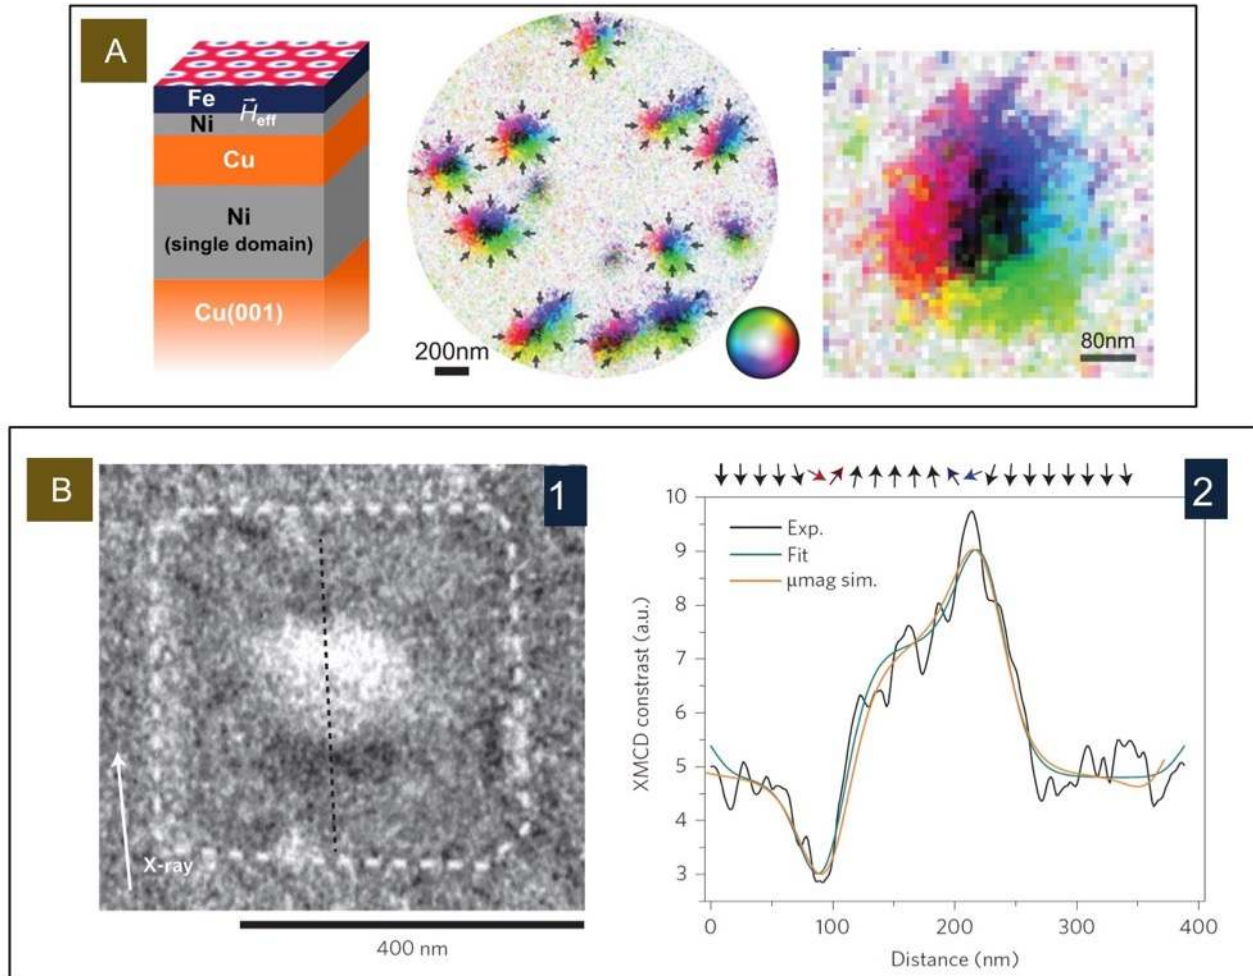 A
Fe
H⃗eff
Ni
Cu
Ni
(single domain)
Cu(001)
200nm
80nm
B
1
X-ray
400 nm
2
10
9
8
7
6
5
4
3
XMCD constrast (a.u.)
Exp.
Fit
μmag sim.
0
100
200
300
400
Distance (nm)